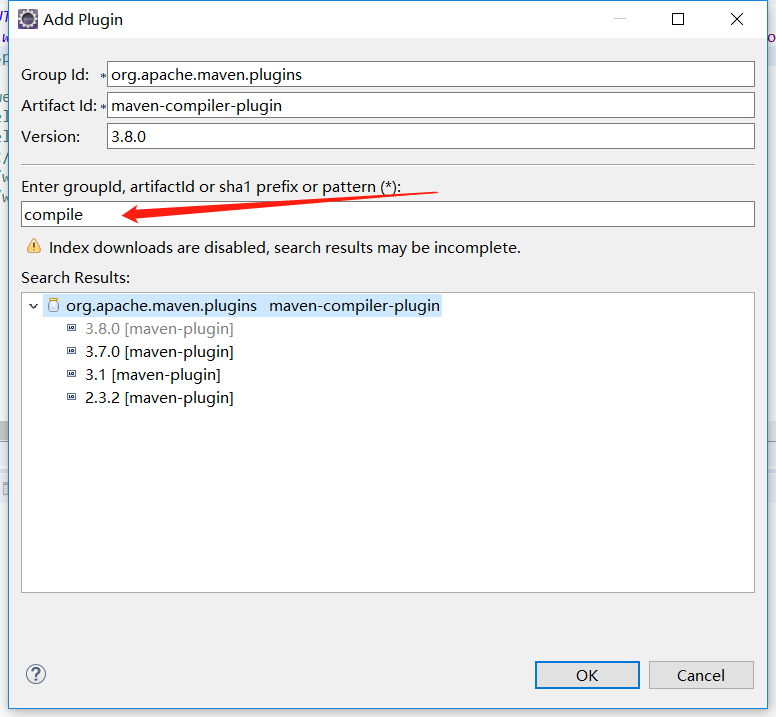 Add Plugin
Group Id: * org.apache.maven.plugins
Artifact Id: * maven-compiler-plugin
Version: 3.8.0
Enter groupId, artifactId or sha1 prefix or pattern (*):
compile
Index downloads are disabled, search results may be incomplete.
Search Results:
org.apache.maven.plugins maven-compiler-plugin
3.8.0 [maven-plugin]
3.7.0 [maven-plugin]
3.1 [maven-plugin]
2.3.2 [maven-plugin]
OK Cancel